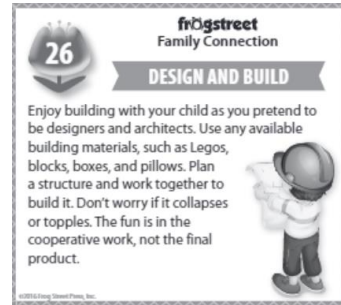 26
frogstreet
Family Connection
DESIGN AND BUILD
Enjoy building with your child as you pretend to
be designers and architects. Use any available
building materials, such as Legos,
blocks, boxes, and pillows. Plan
a structure and work together to
build it. Don't worry if it collapses
or topples. The fun is in the
cooperative work, not the final
product.
©2016 Frog Street Press, Inc.